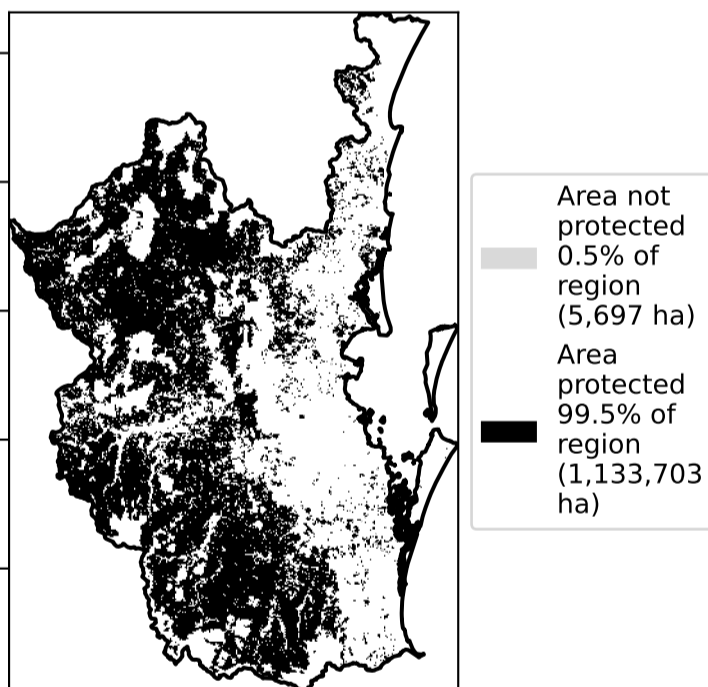 Area not
protected
0.5% of
region
(5,697 ha)
Area
protected
99.5% of
region
(1,133,703
ha)